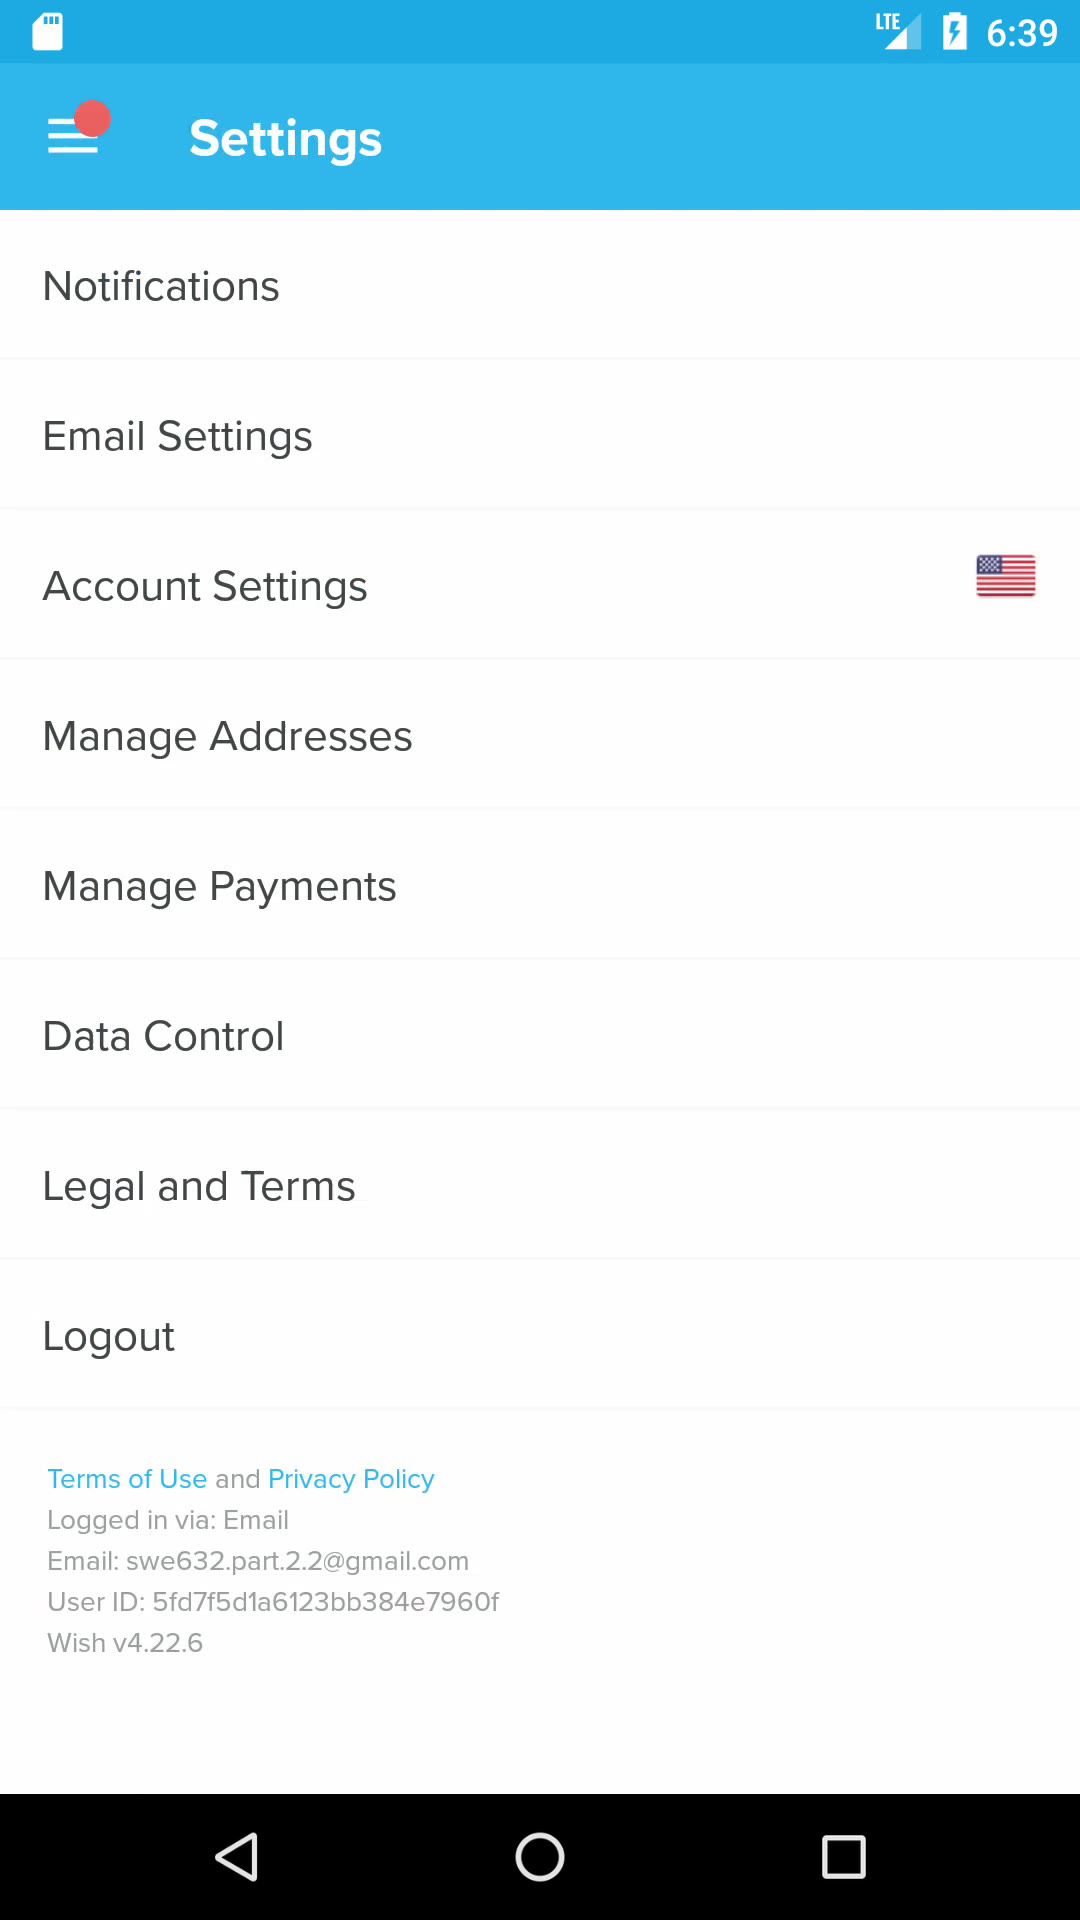 LTE 6:39
Settings
Notifications
Email Settings
Account Settings
Manage Addresses
Manage Payments
Data Control
Legal and Terms
Logout
Terms of Use and Privacy Policy
Logged in via: Email
Email: swe632.part.2.2@gmail.com
User ID: 5fd7f5d1a6123bb384e7960f
Wish v4.22.6